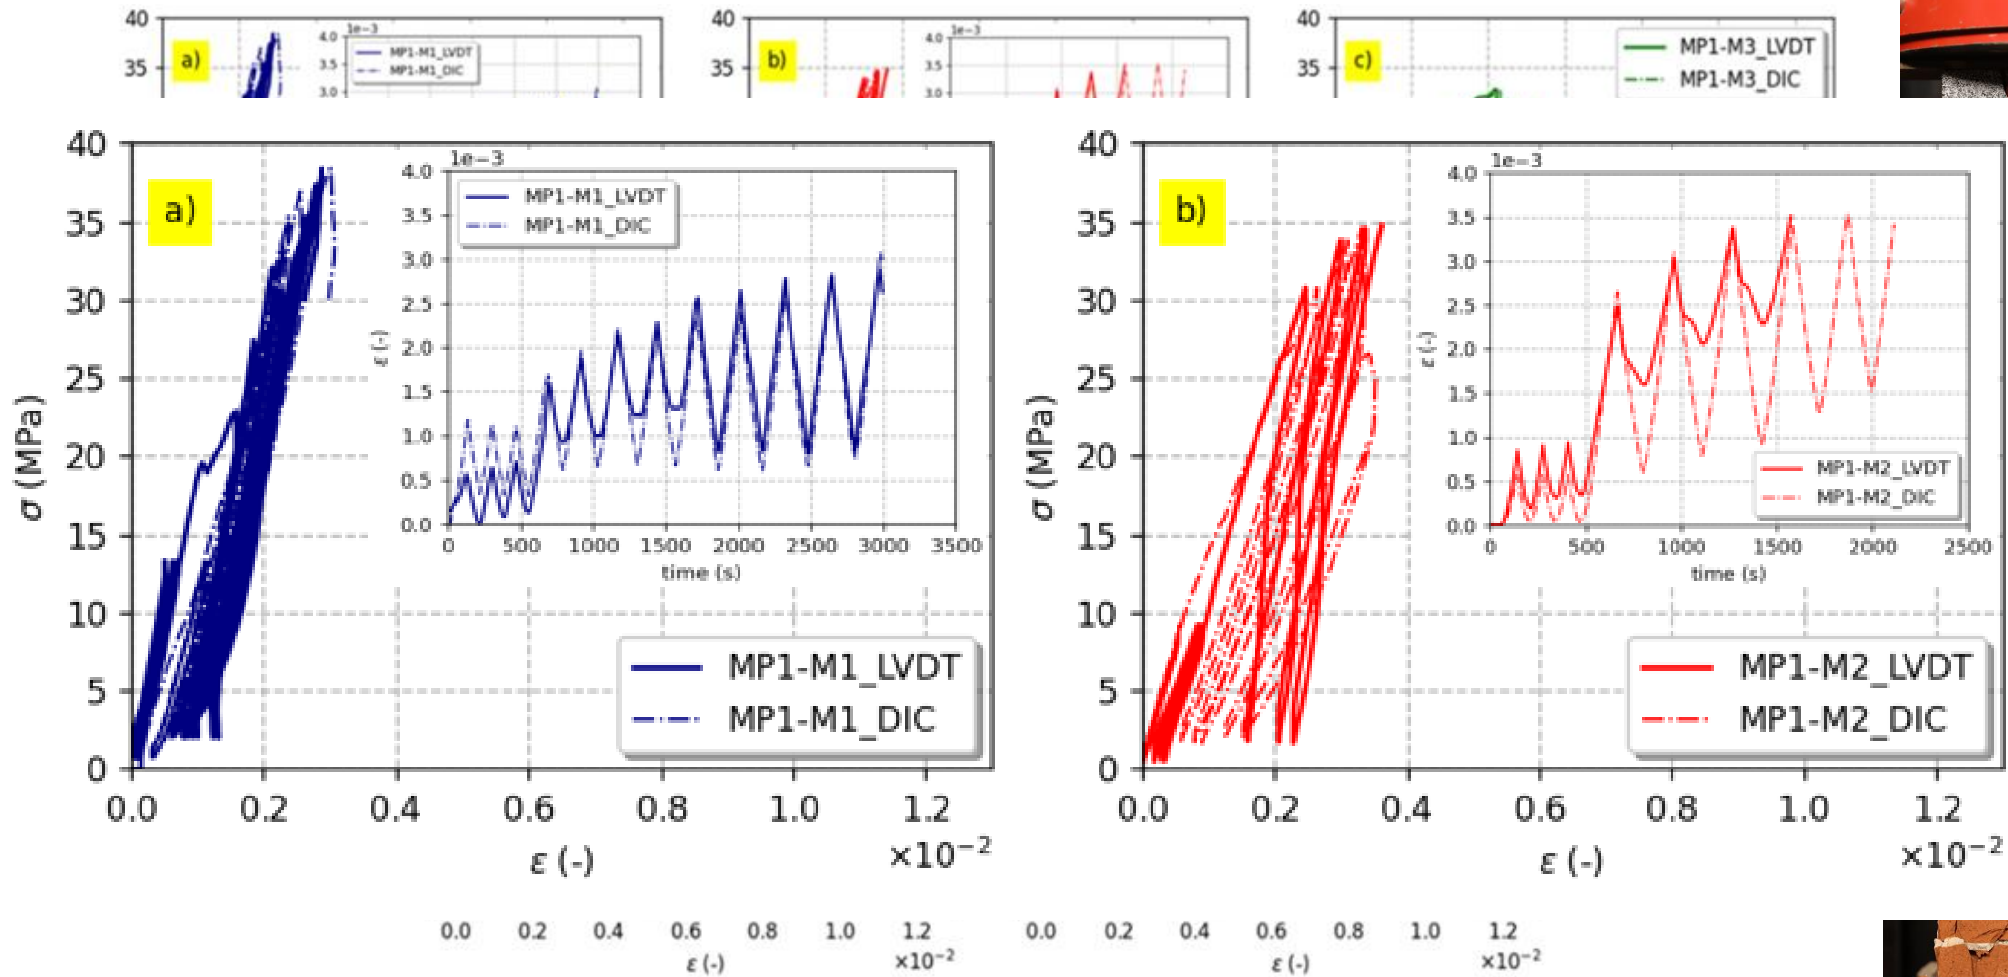 40
35
a)
1e−3
4.0
3.5
3.0
MP1-M1_LVDT
MP1-M1_DIC
40
35
b)
1e−3
4.0
3.5
3.0
40
35
c)
MP1-M3_LVDT
MP1-M3_DIC
40
35
30
25
20
15
10
5
0
σ (MPa)
a)
1e−3
4.0
3.5
3.0
2.5
2.0
1.5
1.0
0.5
0.0
ε (-)
MP1-M1_LVDT
MP1-M1_DIC
0 500 1000 1500 2000 2500 3000 3500
time (s)
MP1-M1_LVDT
MP1-M1_DIC
0.0 0.2 0.4 0.6 0.8 1.0 1.2
ε (-)
×10−2
40
35
30
25
20
15
10
5
0
σ (MPa)
b)
1e−3
4.0
3.5
3.0
2.5
2.0
1.5
1.0
0.5
0.0
ε (-)
MP1-M2_LVDT
MP1-M2_DIC
0 500 1000 1500 2000 2500
time (s)
MP1-M2_LVDT
MP1-M2_DIC
0.0 0.2 0.4 0.6 0.8 1.0 1.2
ε (-)
×10−2
0.0 0.2 0.4 0.6 0.8 1.0 1.2
ε (-)
×10−2
0.0 0.2 0.4 0.6 0.8 1.0 1.2
ε (-)
×10−2